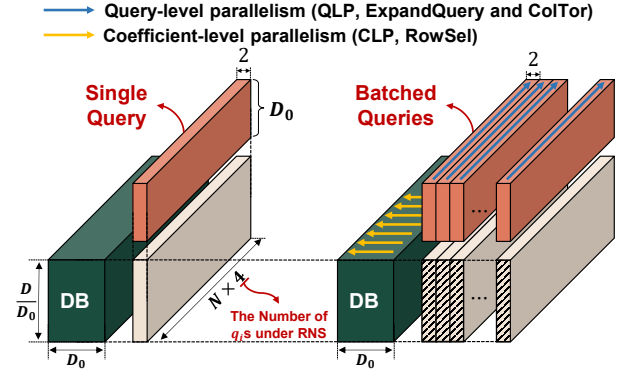 Query-level parallelism (QLP, ExpandQuery and ColTor)
Coefficient-level parallelism (CLP, RowSel)
2
Single
Query
D₀
2
Batched
Queries
...
D/D₀
DB
D₀
N × 4
The Number of
qᵢs under RNS
DB
D₀
...